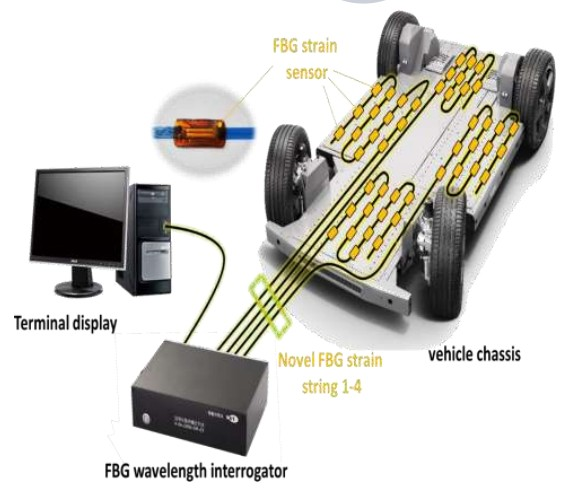 FBG strain
sensor
Terminal display
Novel FBG strain
string 1-4
vehicle chassis
FBG wavelength interrogator